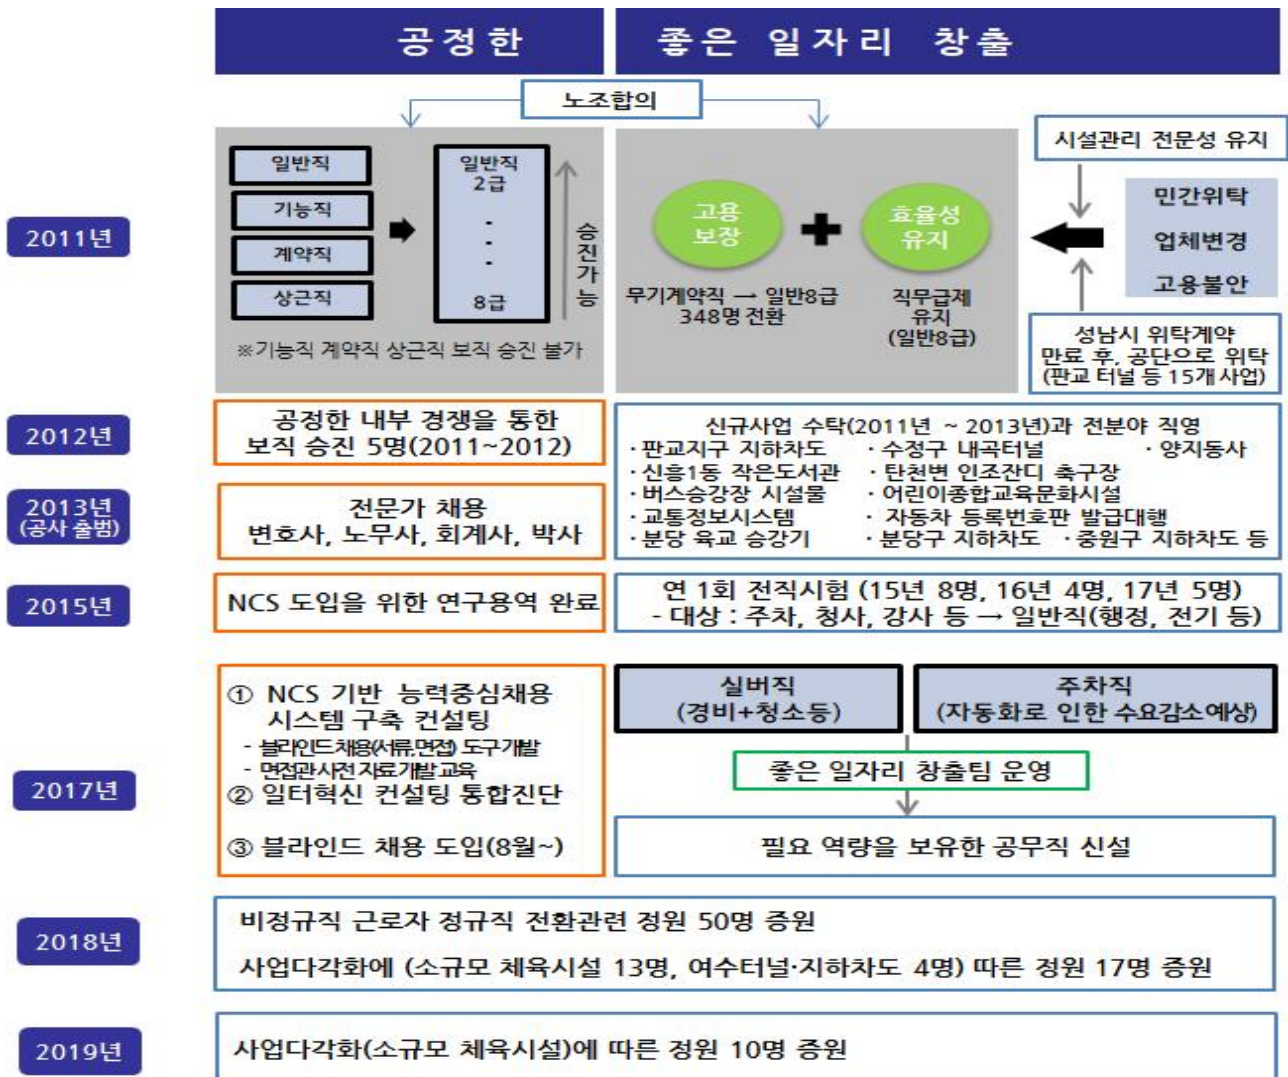 공정한
좋은 일자리 창출
노조합의
2011년
일반직
기능직
계약직
상근직
일반직
2급
.
.
.
8급
승진가능
※기능직 계약직 상근직 보직 승진 불가
고용
보장
효율성
유지
무기계약직 → 일반8급
348명 전환
직무급제
유지
(일반8급)
시설관리 전문성 유지
민간위탁
업체변경
고용불안
성남시 위탁계약
만료 후, 공단으로 위탁
(판교 터널 등 15개 사업)
2012년
공정한 내부 경쟁을 통한
보직 승진 5명(2011~2012)
2013년
(공사 출범)
전문가 채용
변호사, 노무사, 회계사, 박사
신규사업 수탁(2011년 ~ 2013년)과 전분야 직영
·판교지구 지하차도 ·수정구 내곡터널 ·양지동사
·신흥1동 작은도서관 ·탄천변 인조잔디 축구장
·버스승강장 시설물 ·어린이종합교육문화시설
·교통정보시스템 · 자동차 등록번호판 발급대행
·분당 육교 승강기 ·분당구 지하차도 ·중원구 지하차도 등
2015년
NCS 도입을 위한 연구용역 완료
연 1회 전직시험 (15년 8명, 16년 4명, 17년 5명)
- 대상 : 주차, 청사, 강사 등 → 일반직(행정, 전기 등)
2017년
① NCS 기반 능력중심채용
시스템 구축 컨설팅
- 블라인드채용(서류,면접) 도구개발
- 면접관사전자료개발교육
② 일터혁신 컨설팅 통합진단
③ 블라인드 채용 도입(8월~)
실버직
(경비+청소등)
주차직
(자동화로 인한 수요감소예상)
좋은 일자리 창출팀 운영
필요 역량을 보유한 공무직 신설
2018년
비정규직 근로자 정규직 전환관련 정원 50명 증원
사업다각화에 (소규모 체육시설 13명, 여수터널·지하차도 4명) 따른 정원 17명 증원
2019년
사업다각화(소규모 체육시설)에 따른 정원 10명 증원